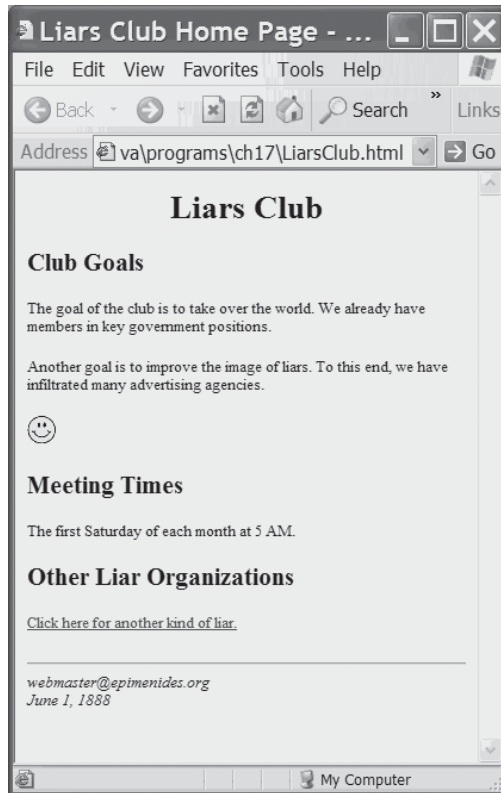 Liars Club Home Page - ...
File Edit View Favorites Tools Help
Back Search » Links
Address va\programs\ch17\LiarsClub.html Go
Liars Club
Club Goals
The goal of the club is to take over the world. We already have
members in key government positions.
Another goal is to improve the image of liars. To this end, we have
infiltrated many advertising agencies.
Meeting Times
The first Saturday of each month at 5 AM.
Other Liar Organizations
Click here for another kind of liar.
webmaster@epimenides.org
June 1, 1888
My Computer